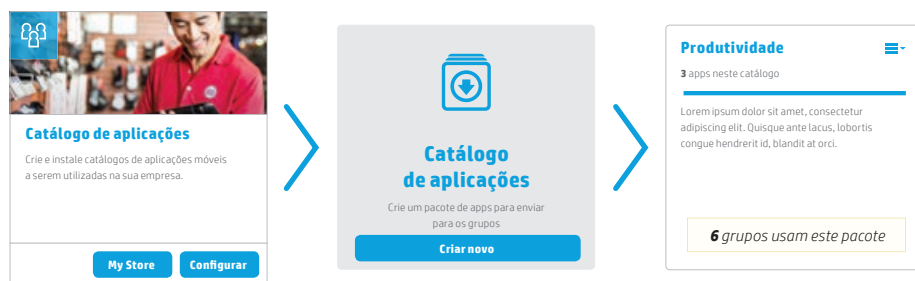 Catálogo de aplicações
Crie e instale catálogos de aplicações móveis
a serem utilizadas na sua empresa.
My Store
Configurar
Catálogo
de aplicações
Crie um pacote de apps para enviar
para os grupos
Criar novo
Produtividade
3 apps neste catálogo
Lorem ipsum dolor sit amet, consectetur
adipiscing elit. Quisque ante lacus, lobortis
congue hendrerit id, blandit at orci.
6 grupos usam este pacote